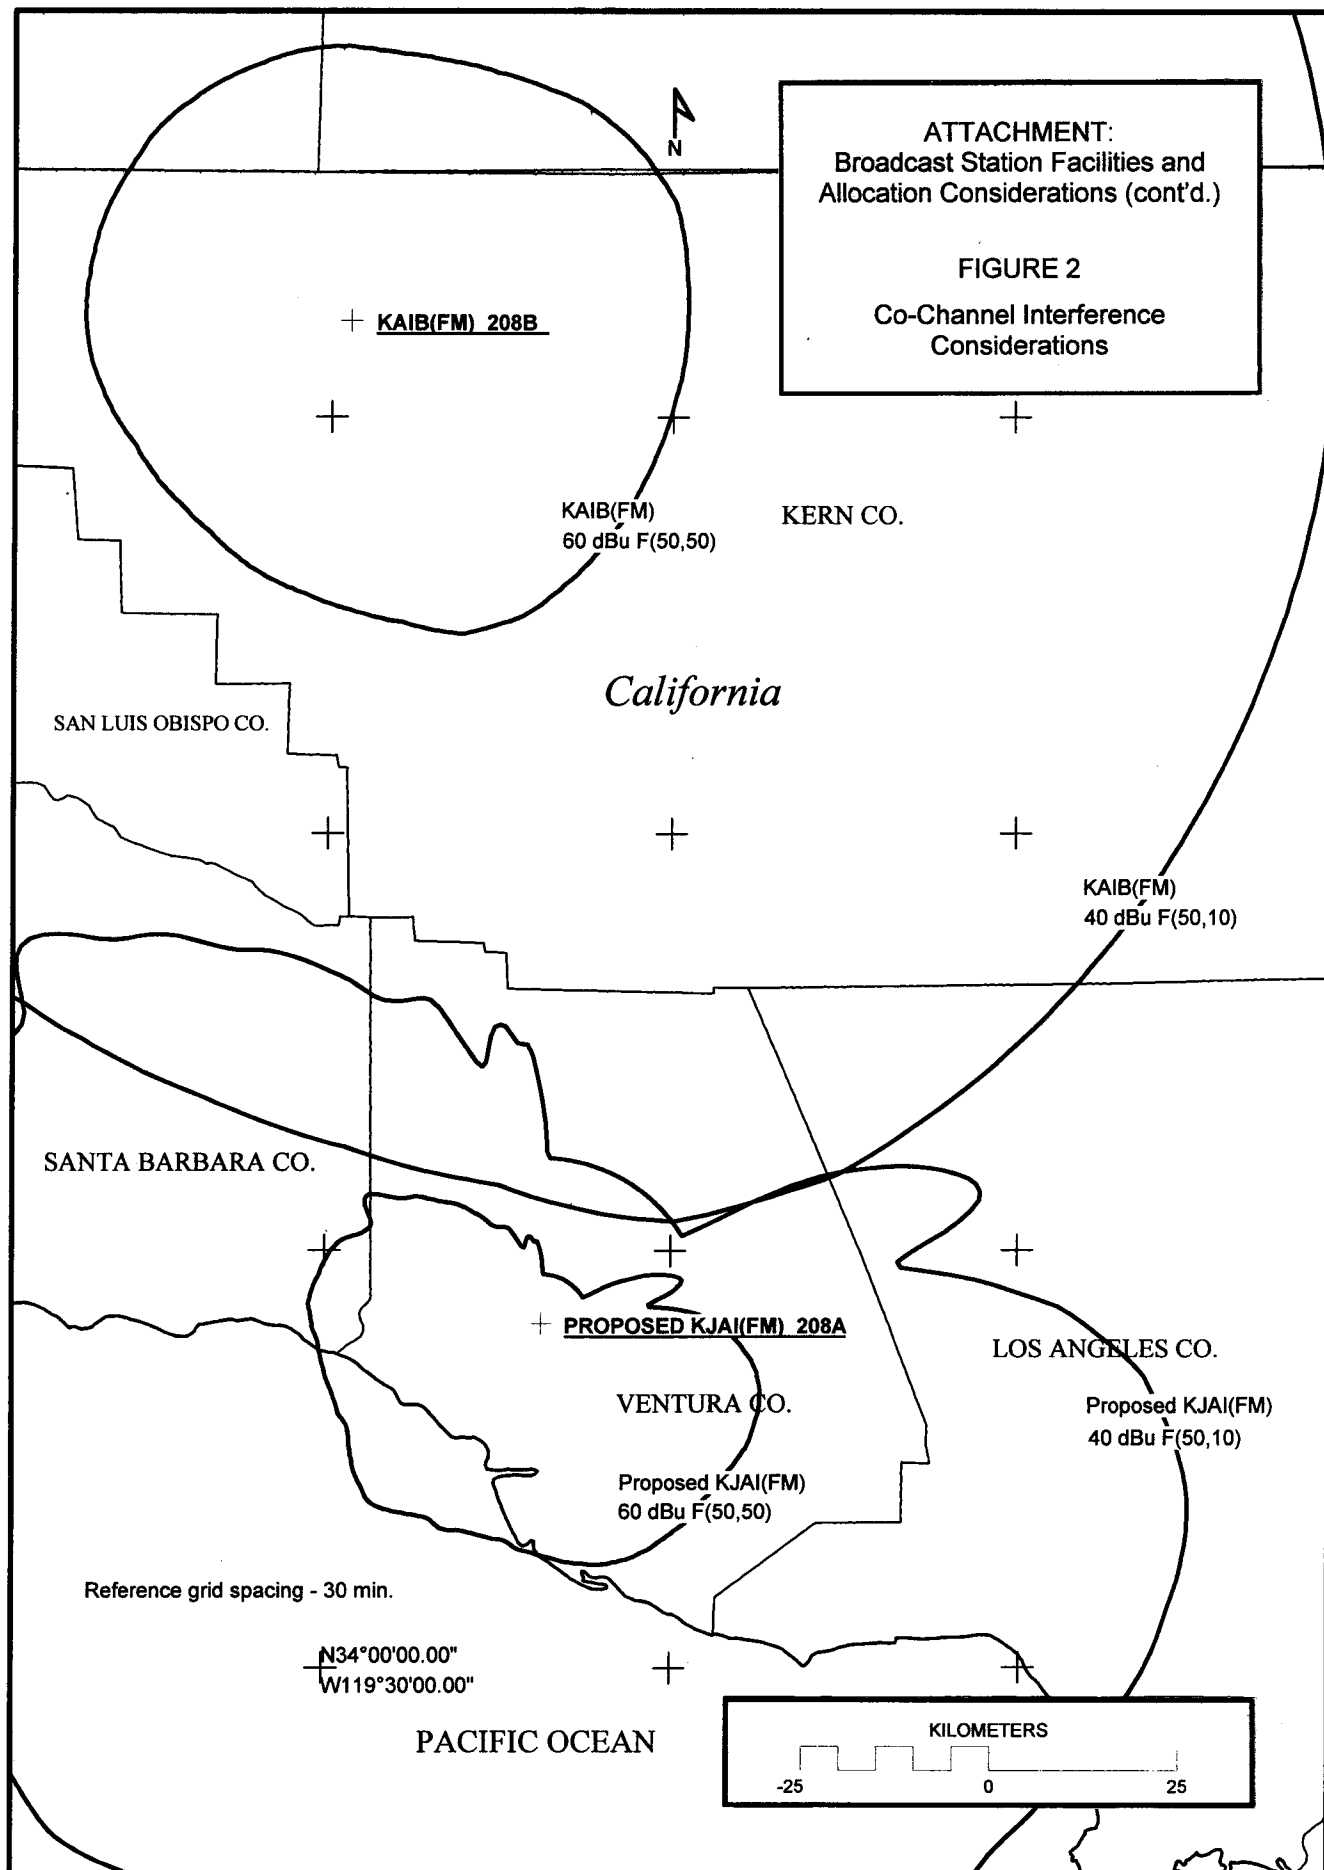 ATTACHMENT:
Broadcast Station Facilities and
Allocation Considerations (cont'd.)
FIGURE 2
Co-Channel Interference
Considerations
N
KAIB(FM) 208B
KAIB(FM)
60 dBu F(50,50)
KERN CO.
California
SAN LUIS OBISPO CO.
KAIB(FM)
40 dBu F(50,10)
SANTA BARBARA CO.
PROPOSED KJAI(FM) 208A
LOS ANGELES CO.
VENTURA CO.
Proposed KJAI(FM)
40 dBu F(50,10)
Proposed KJAI(FM)
60 dBu F(50,50)
Reference grid spacing - 30 min.
N34°00'00.00"
W119°30'00.00"
PACIFIC OCEAN
KILOMETERS
-25 0 25